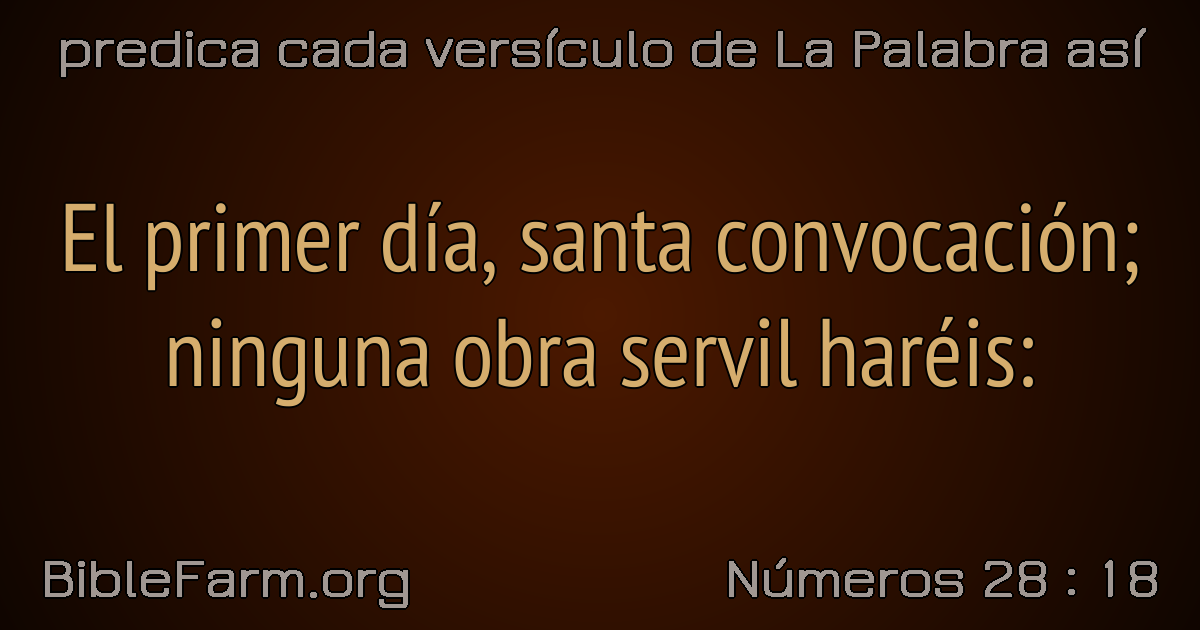 predica cada versículo de La Palabra así
El primer día, santa convocación;
ninguna obra servil haréis:
BibleFarm.org
Números 28 : 18